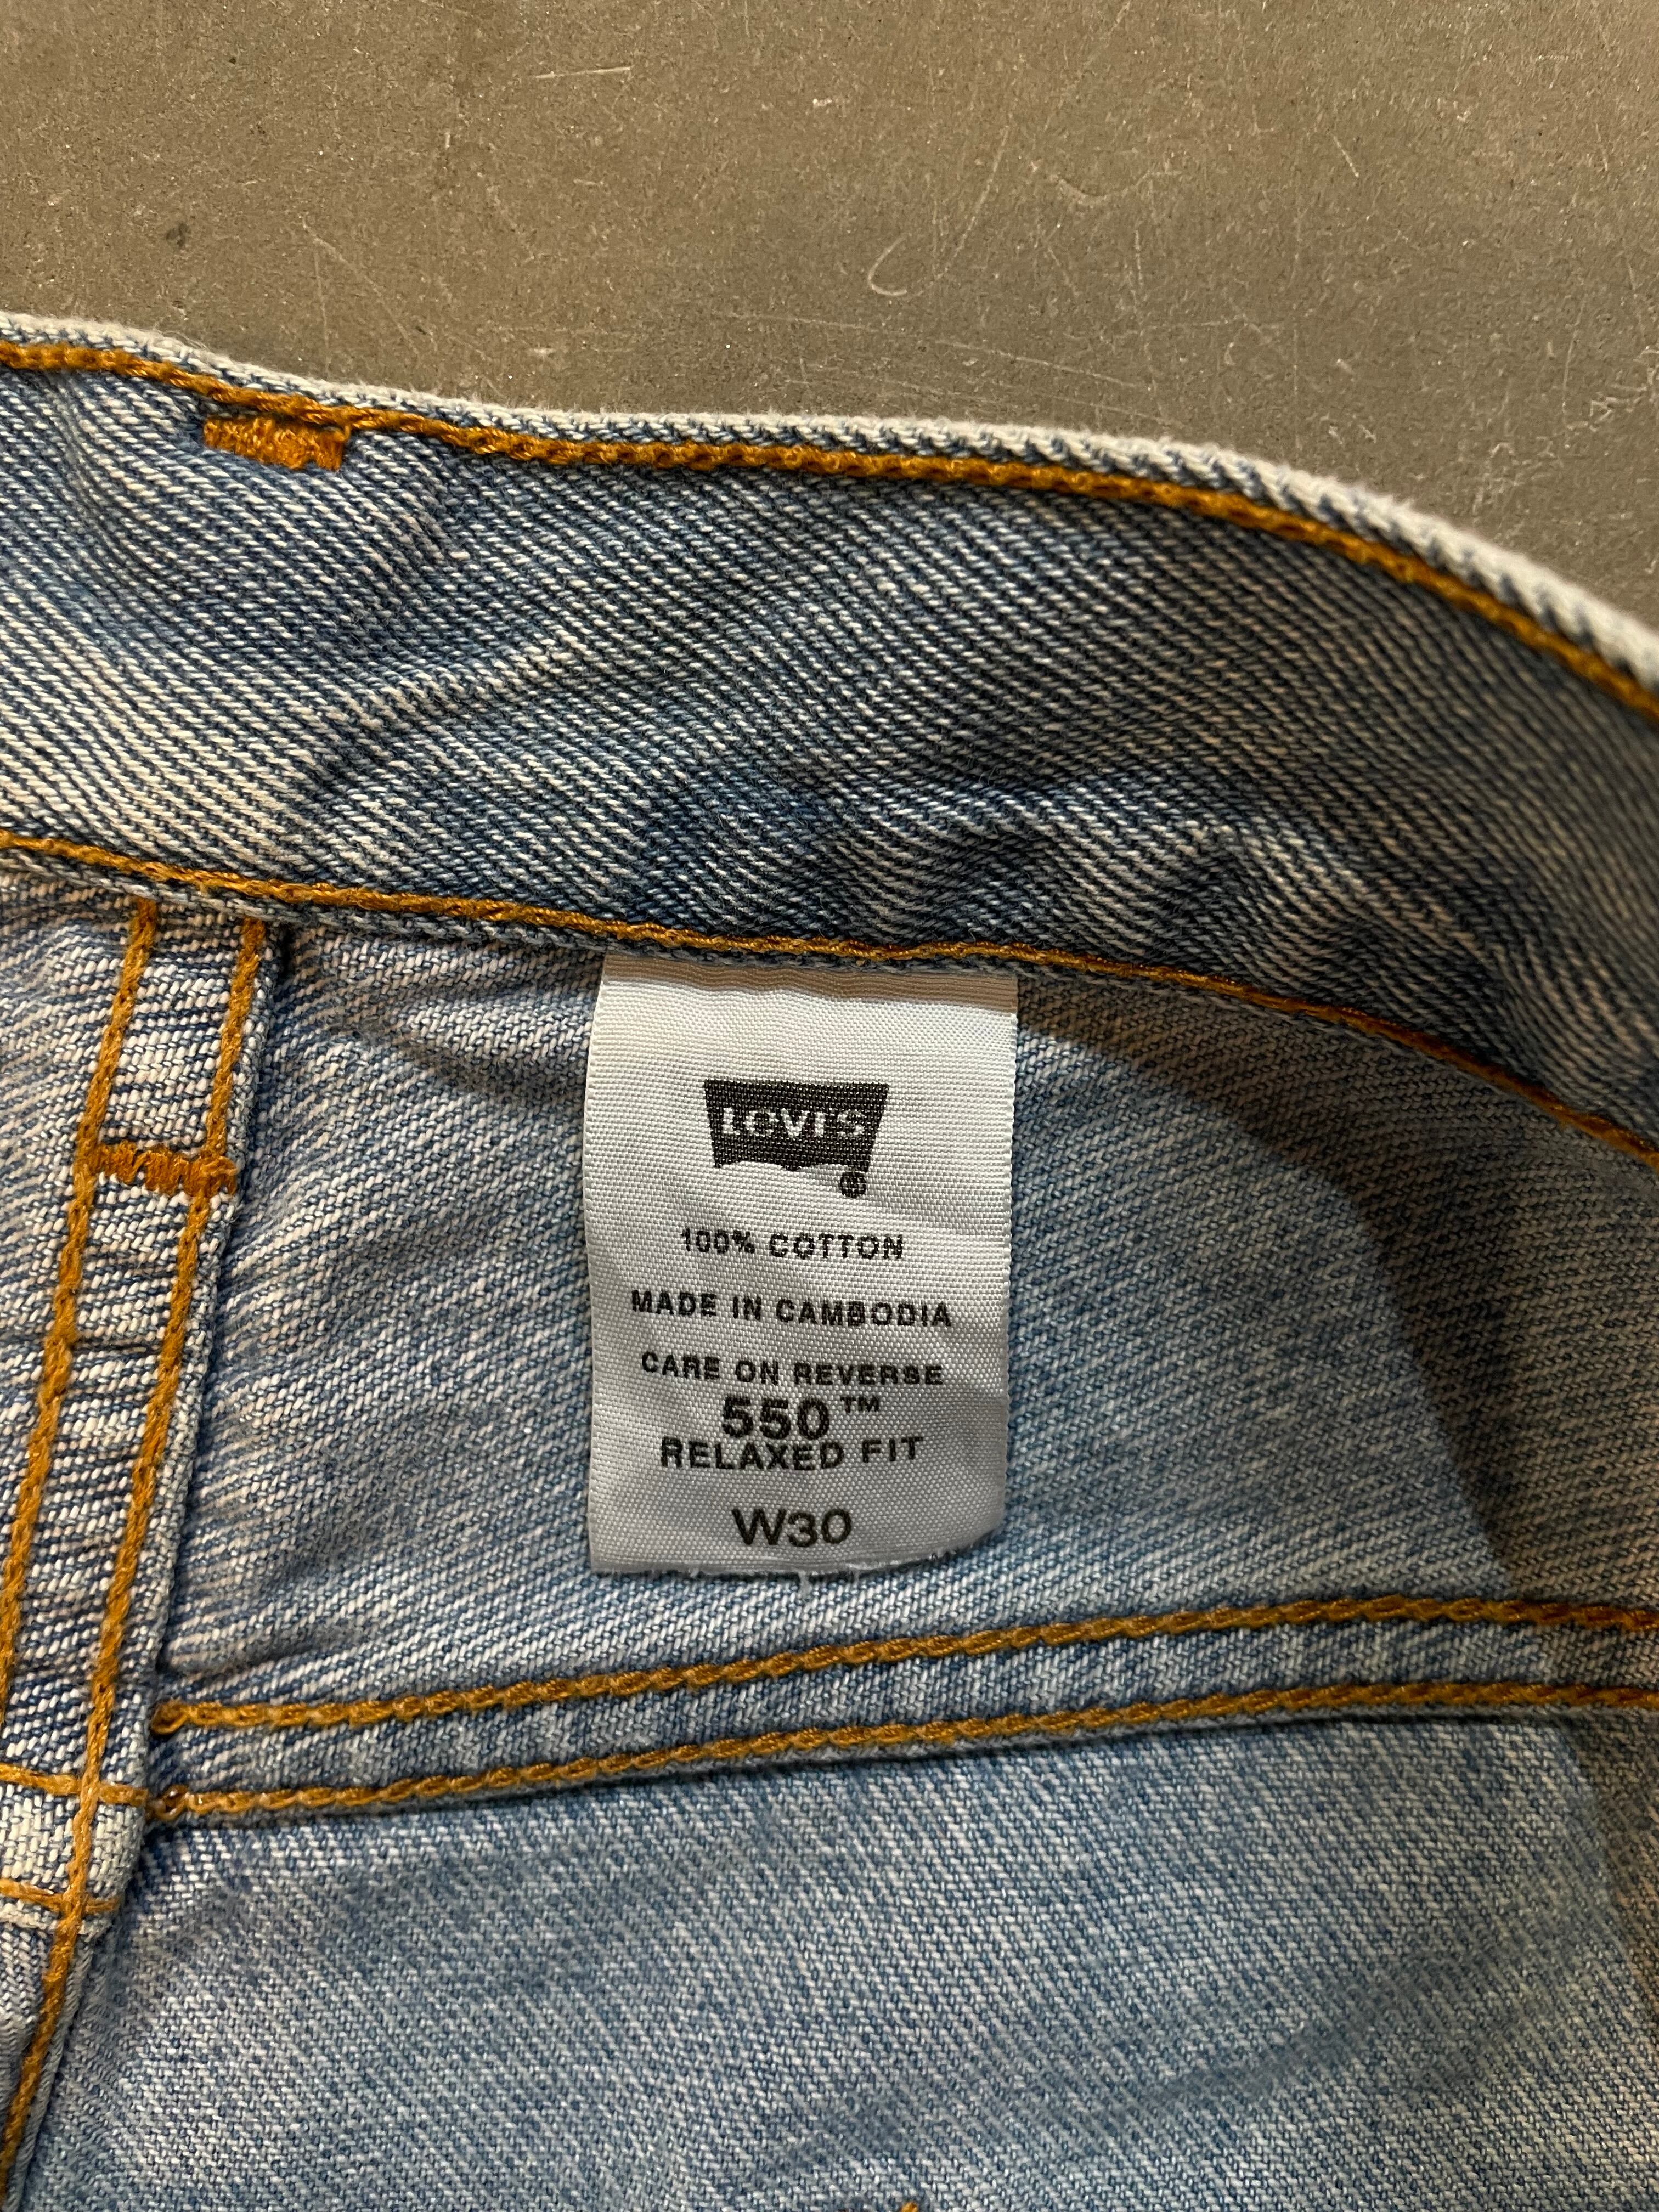 Levi's
®
100% COTTON
MADE IN CAMBODIA
CARE ON REVERSE
550™
RELAXED FIT
W30